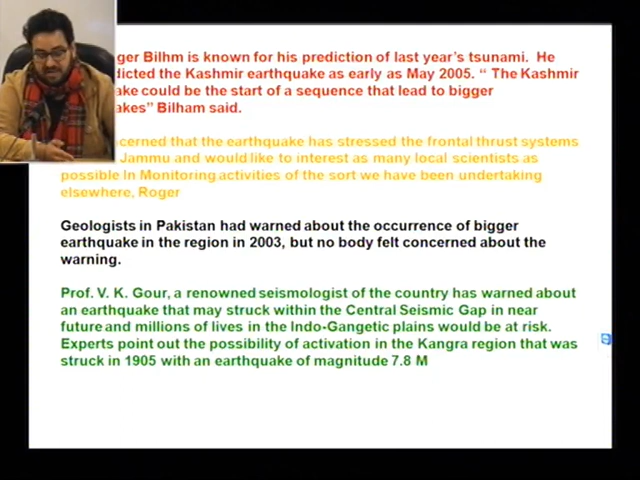 ger Bilhm is known for his prediction of last year's tsunami. He
dicted the Kashmir earthquake as early as May 2005. “ The Kashmir
ake could be the start of a sequence that lead to bigger
akes” Bilham said.
cerned that the earthquake has stressed the frontal thrust systems
Jammu and would like to interest as many local scientists as
possible In Monitoring activities of the sort we have been undertaking
elsewhere, Roger
Geologists in Pakistan had warned about the occurrence of bigger
earthquake in the region in 2003, but no body felt concerned about the
warning.
Prof. V. K. Gour, a renowned seismologist of the country has warned about
an earthquake that may struck within the Central Seismic Gap in near
future and millions of lives in the Indo-Gangetic plains would be at risk.
Experts point out the possibility of activation in the Kangra region that was
struck in 1905 with an earthquake of magnitude 7.8 M